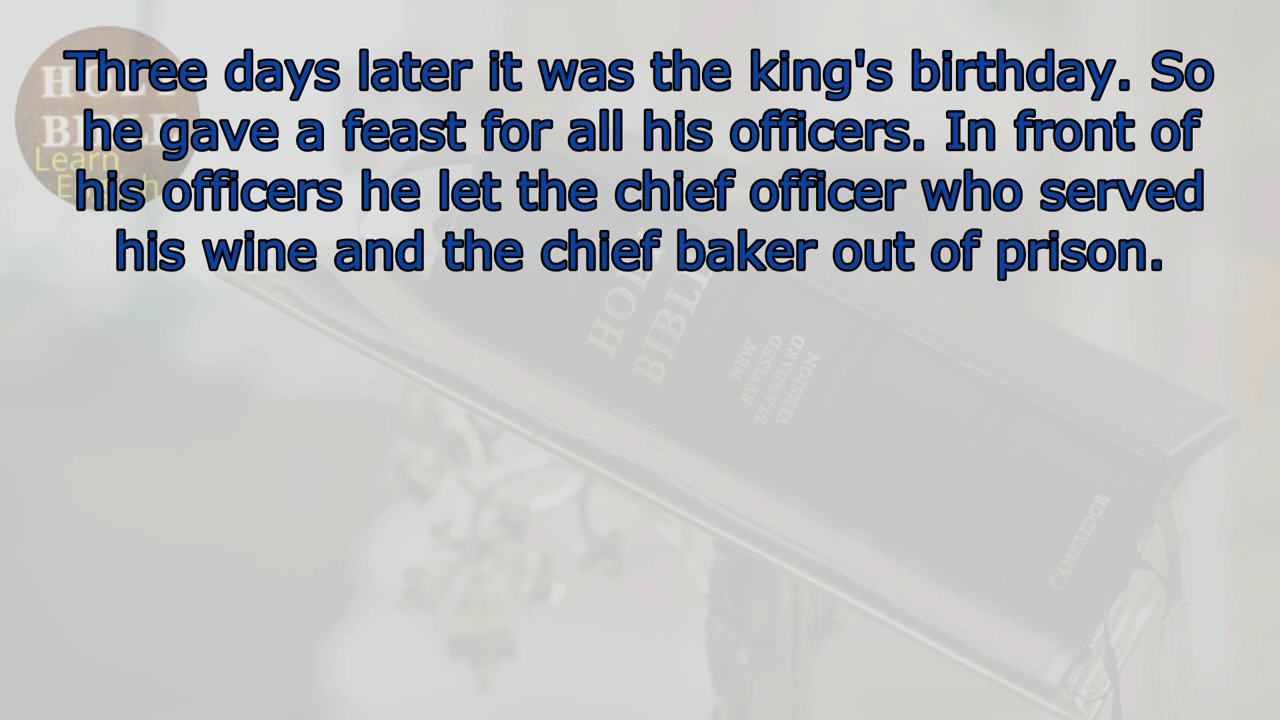 Three days later it was the king's birthday. So
he gave a feast for all his officers. In front of
his officers he let the chief officer who served
his wine and the chief baker out of prison.
HOLY
BIBLE
Learn
English
HOLY
BIBLE
NEW
REVISED
STANDARD
VERSION
CAMBRIDGE